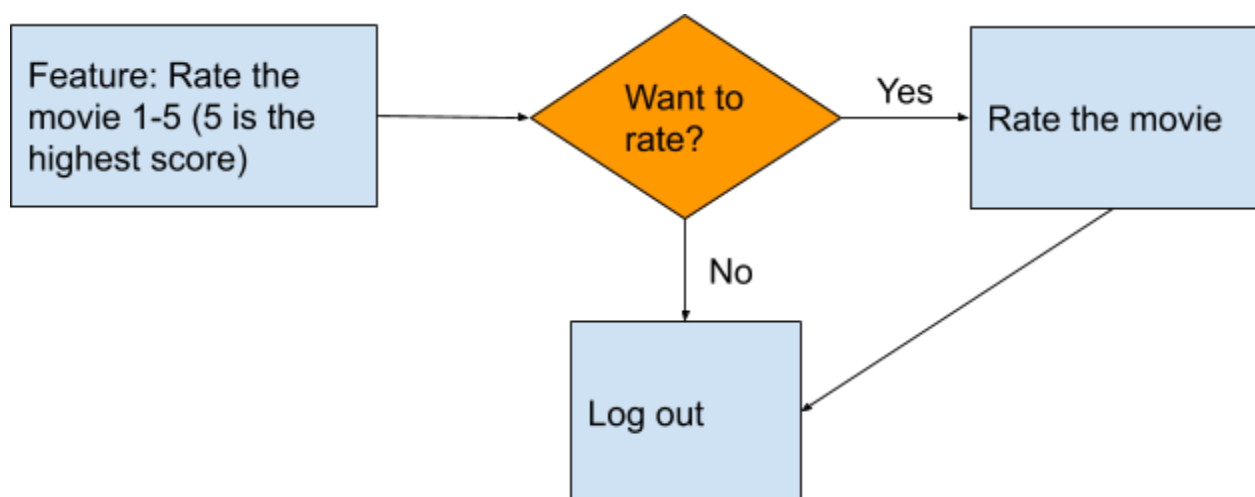 Feature: Rate the
movie 1-5 (5 is the
highest score)
Want to
rate?
Yes
Rate the movie
No
Log out